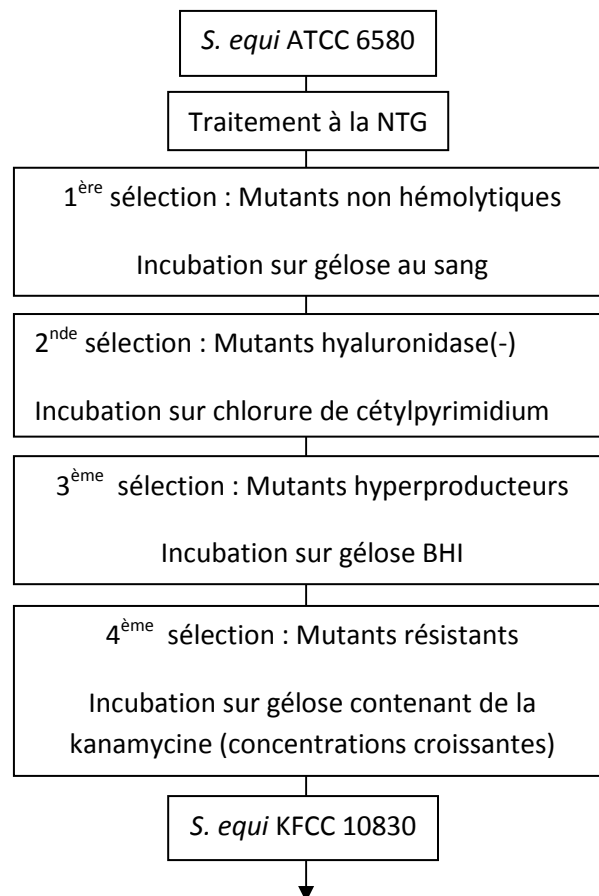 S. equi ATCC 6580
Traitement à la NTG
1ère sélection : Mutants non hémolytiques
Incubation sur gélose au sang
2nde sélection : Mutants hyaluronidase(-)
Incubation sur chlorure de cétylpyrimidium
3ème sélection : Mutants hyperproducteurs
Incubation sur gélose BHI
4ème sélection : Mutants résistants
Incubation sur gélose contenant de la
kanamycine (concentrations croissantes)
S. equi KFCC 10830